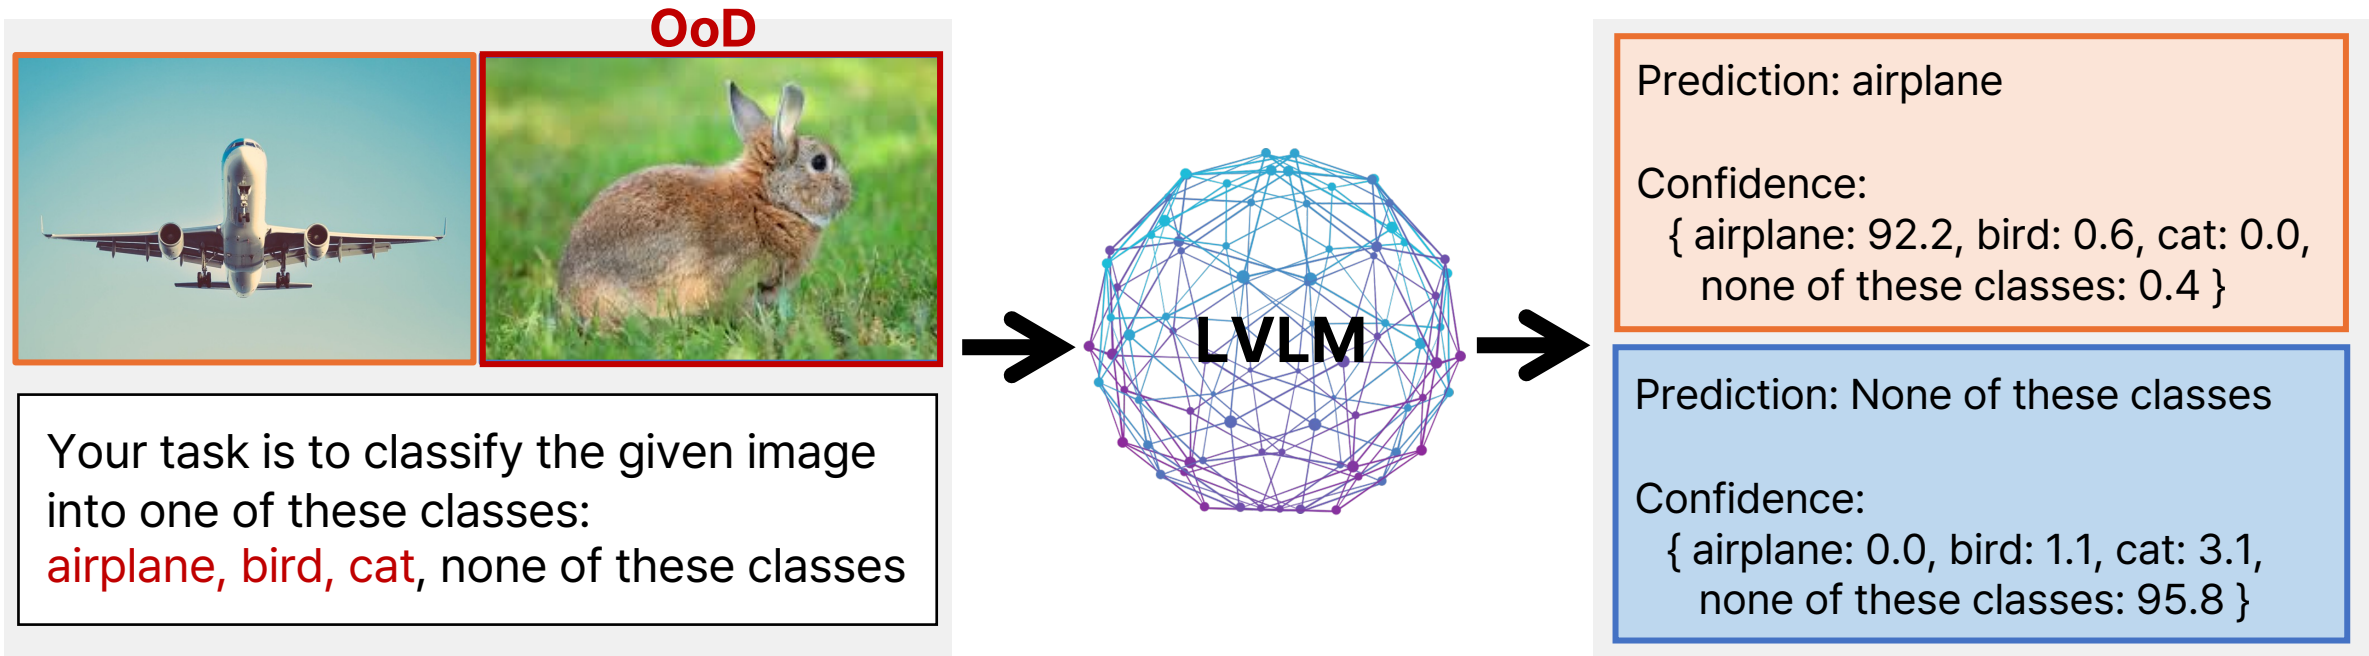 OoD
Your task is to classify the given image
into one of these classes:
airplane, bird, cat, none of these classes
LVLM
Prediction: airplane
Confidence:
{ airplane: 92.2, bird: 0.6, cat: 0.0,
none of these classes: 0.4 }
Prediction: None of these classes
Confidence:
{ airplane: 0.0, bird: 1.1, cat: 3.1,
none of these classes: 95.8 }